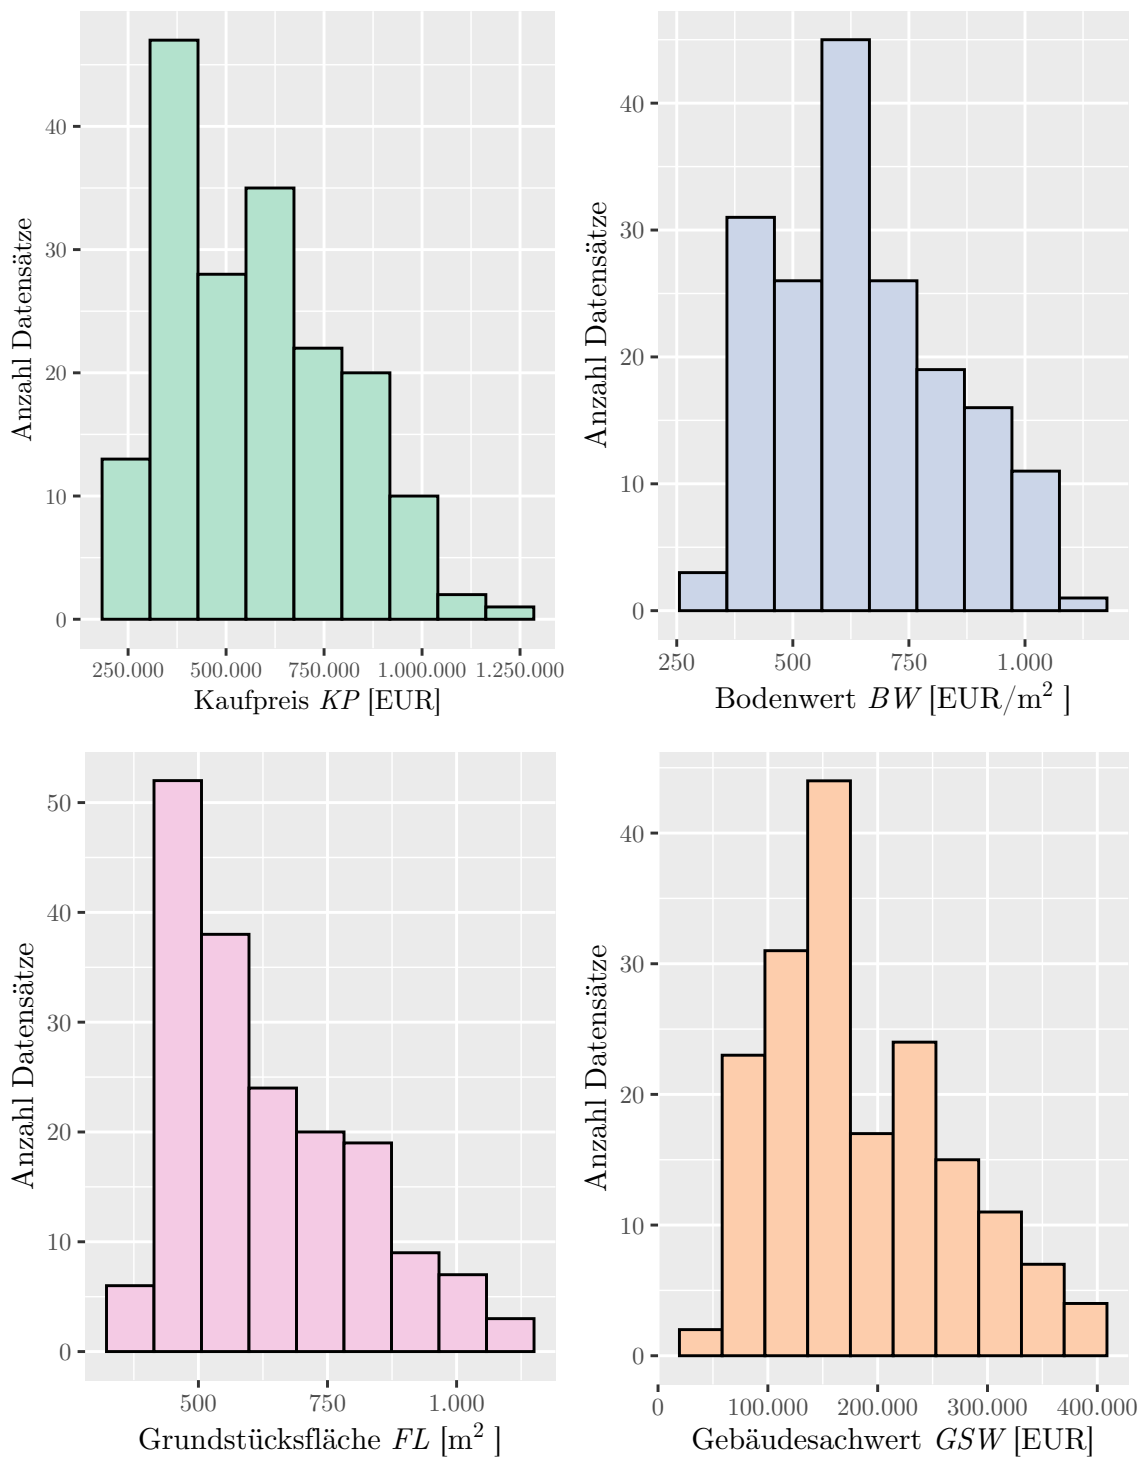 Anzahl Datensätze
40
30
20
10
0
250.000 500.000 750.000 1.000.000 1.250.000
Kaufpreis KP [EUR]
Anzahl Datensätze
40
30
20
10
0
250 500 750 1.000
Bodenwert BW [EUR/m² ]
Anzahl Datensätze
50
40
30
20
10
0
500 750 1.000
Grundstücksfläche FL [m² ]
Anzahl Datensätze
40
30
20
10
0
0 100.000 200.000 300.000 400.000
Gebäudesachwert GSW [EUR]